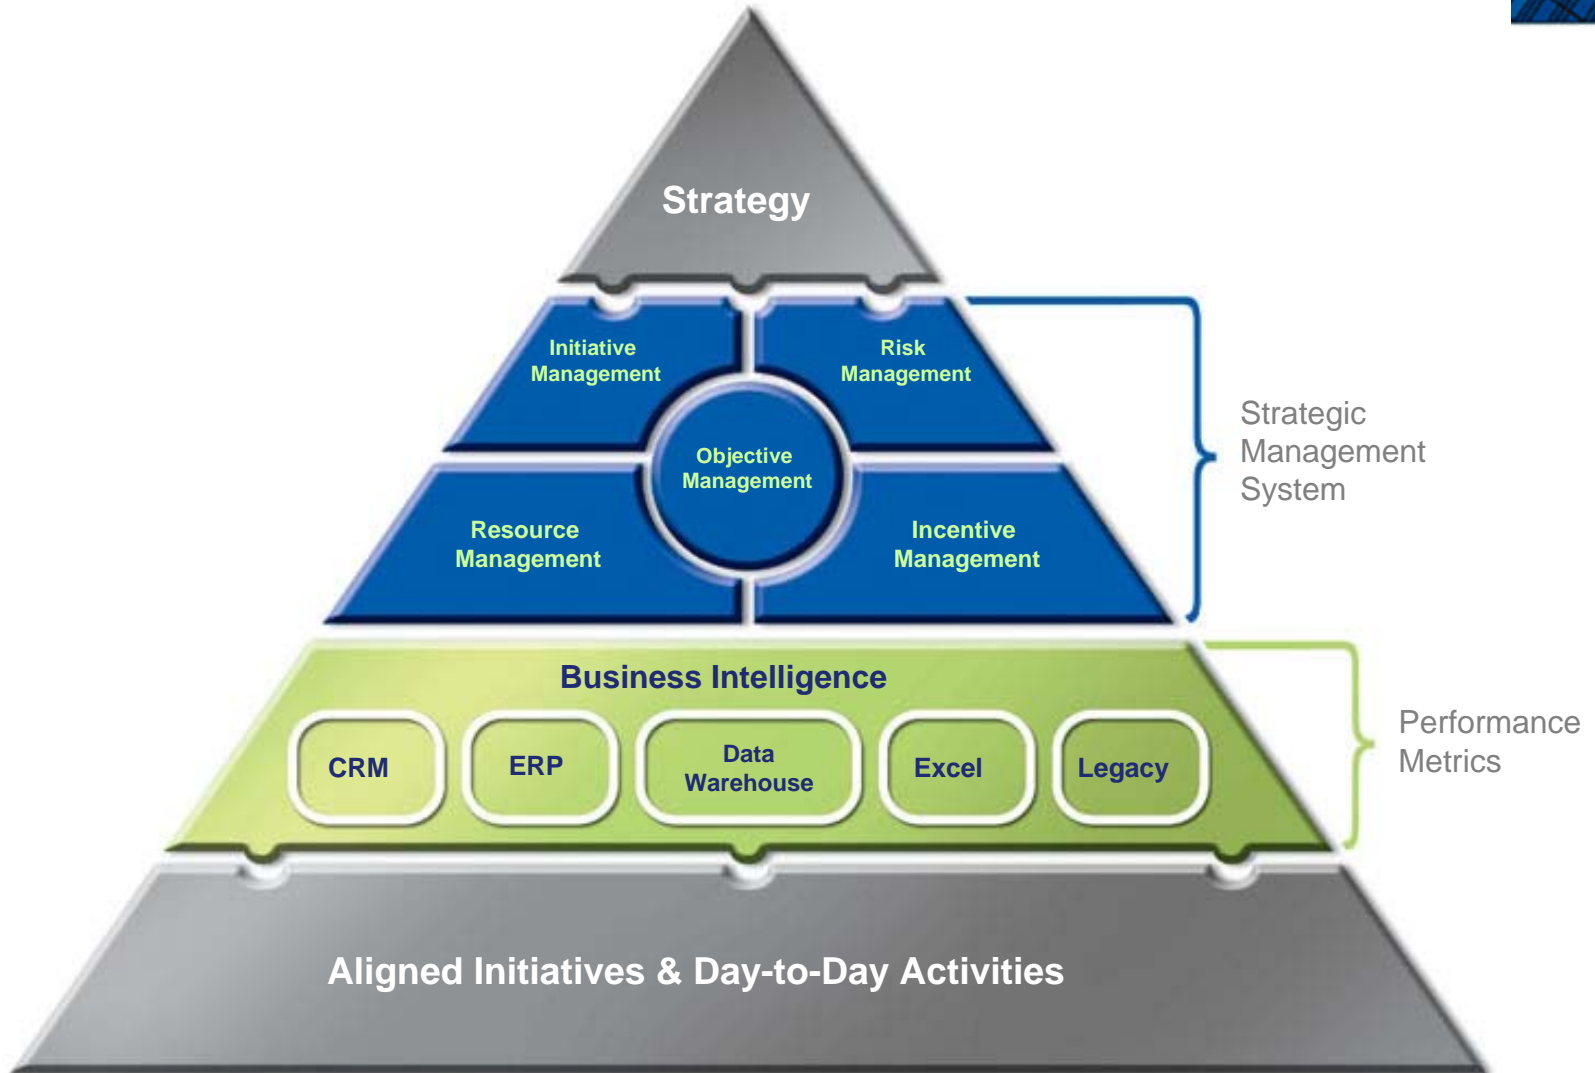 Strategy
Initiative
Management
Risk
Management
Objective
Management
Resource
Management
Incentive
Management
Strategic
Management
System
Business Intelligence
CRM
ERP
Data
Warehouse
Excel
Legacy
Performance
Metrics
Aligned Initiatives & Day-to-Day Activities